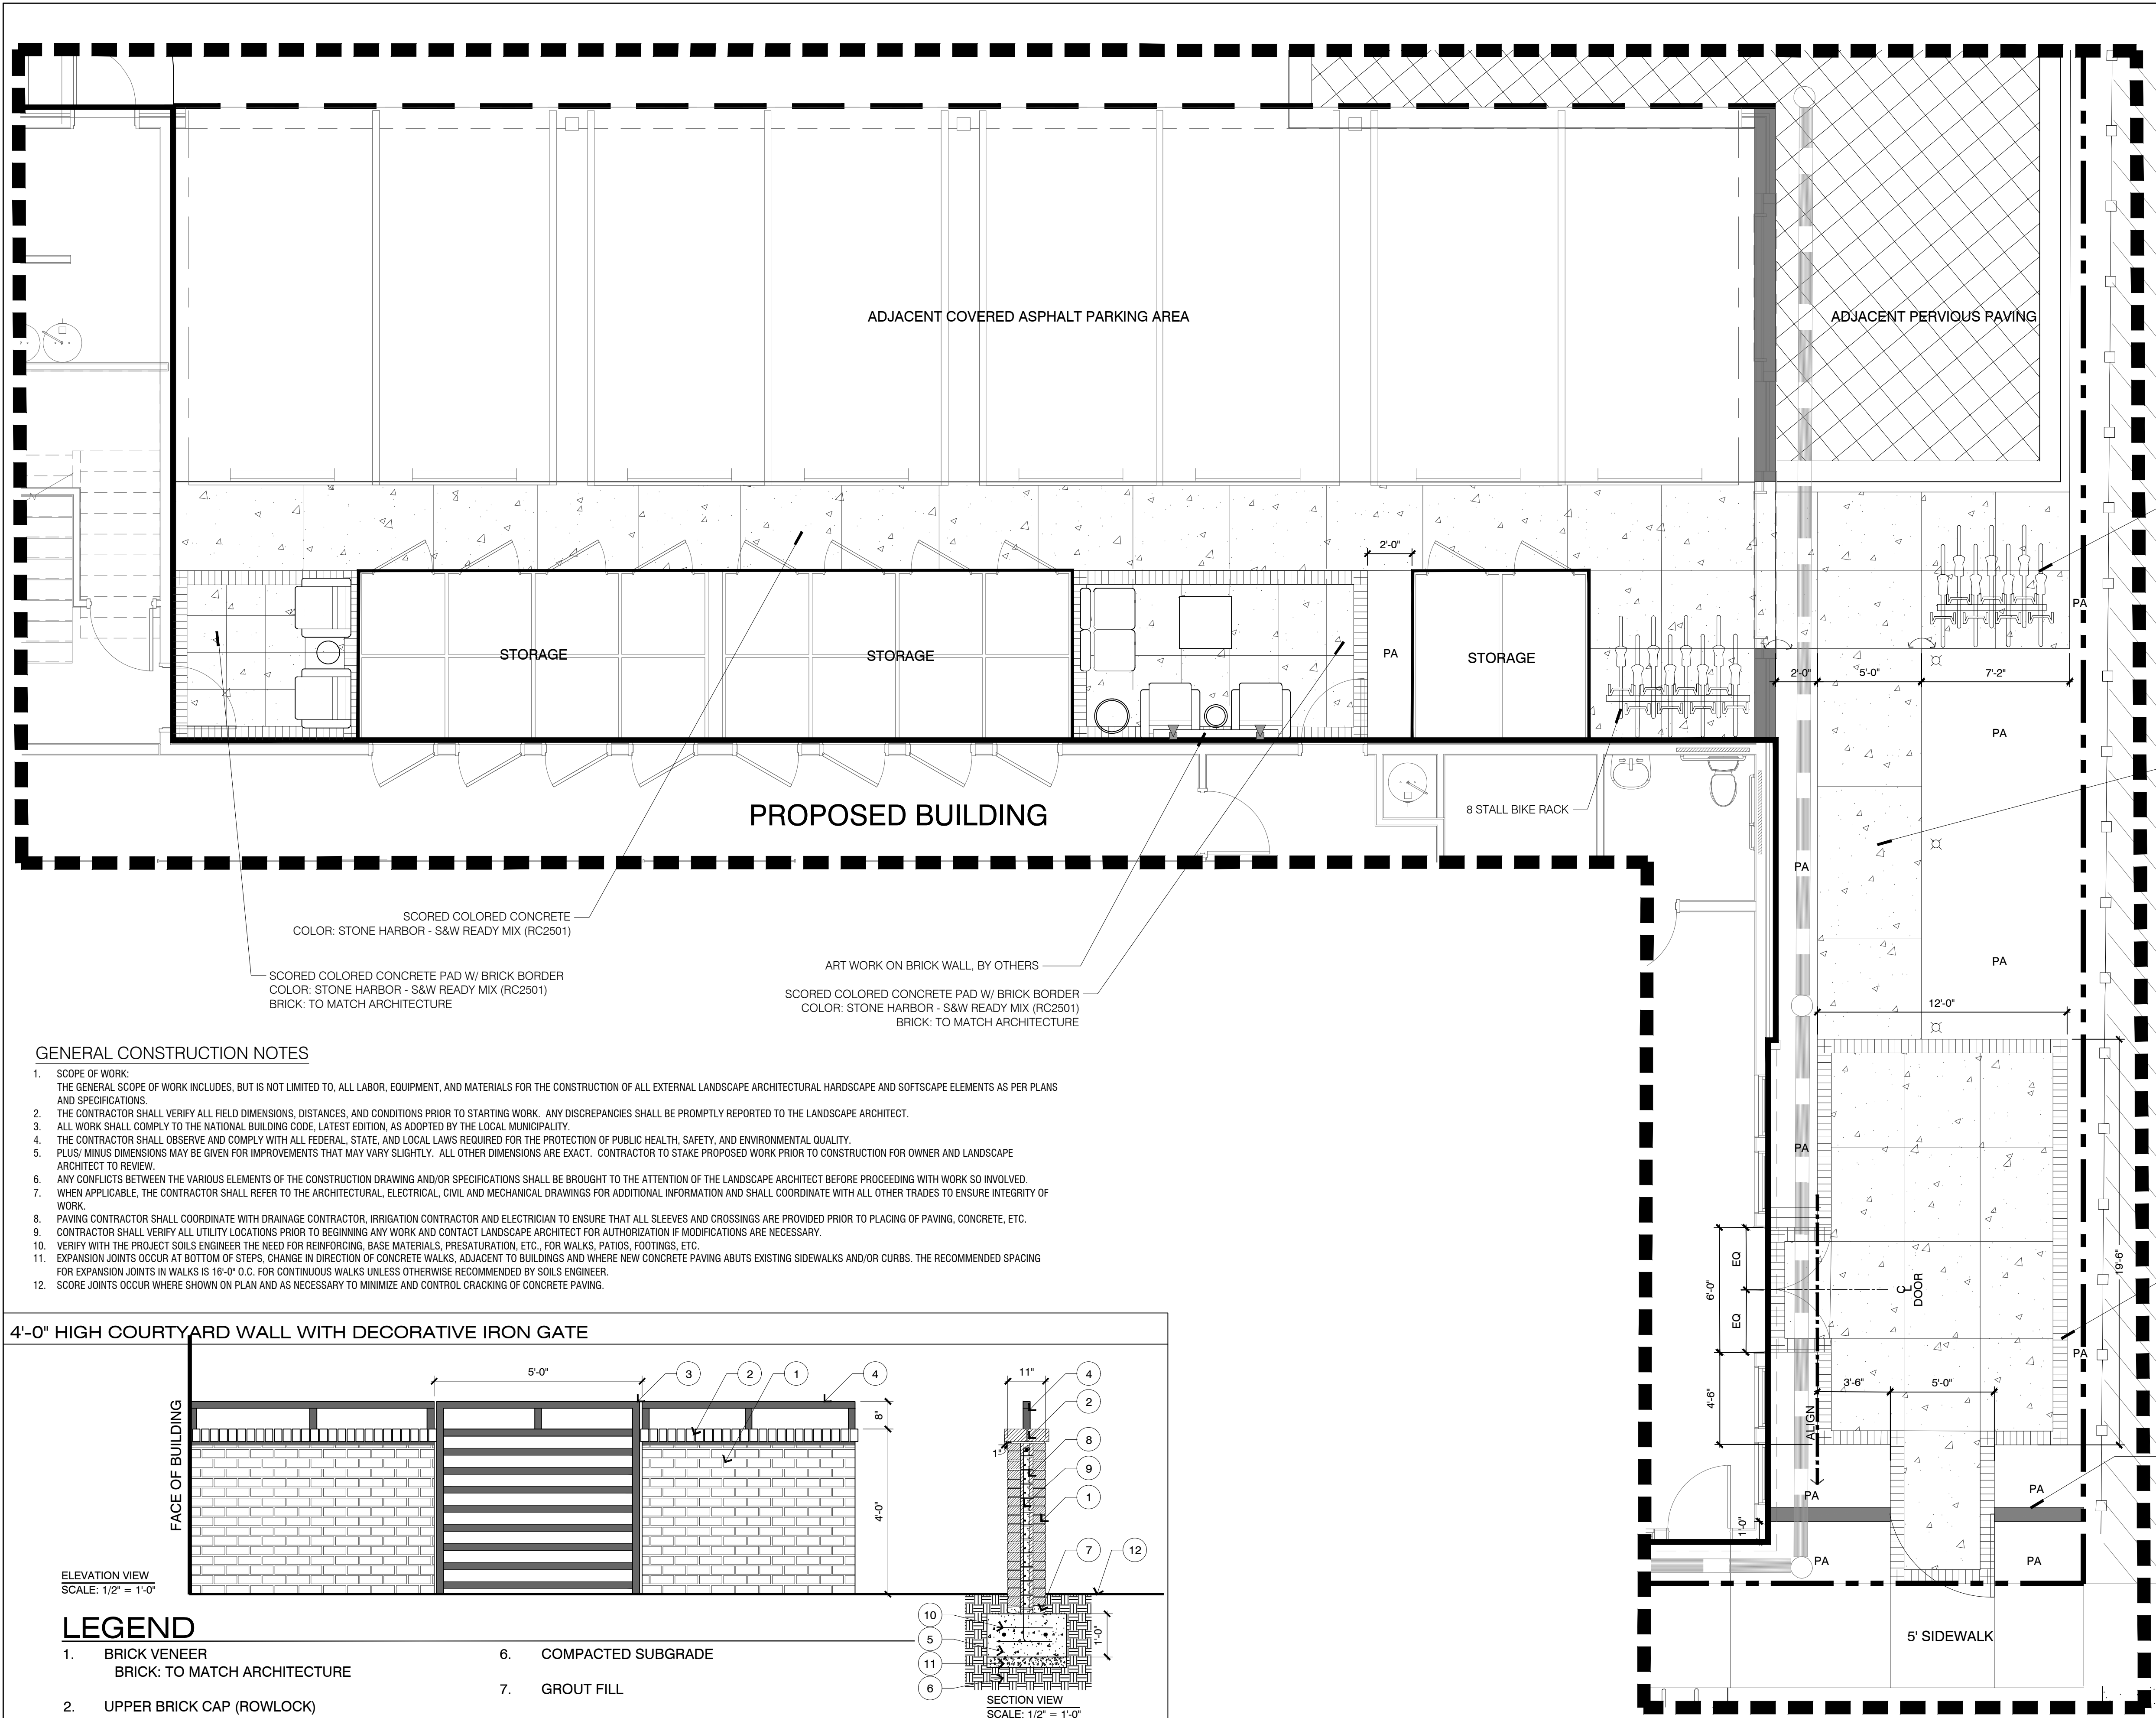 ADJACENT COVERED ASPHALT PARKING AREA
ADJACENT PERVIOUS PAVING
2'-0"
PA
STORAGE
STORAGE
PA
STORAGE
2'-0"
5'-0"
7'-2"
PA
PROPOSED BUILDING
8 STALL BIKE RACK
PA
SCORED COLORED CONCRETE
COLOR: STONE HARBOR - S&W READY MIX (RC2501)
SCORED COLORED CONCRETE PAD W/ BRICK BORDER
COLOR: STONE HARBOR - S&W READY MIX (RC2501)
BRICK: TO MATCH ARCHITECTURE
ART WORK ON BRICK WALL, BY OTHERS
SCORED COLORED CONCRETE PAD W/ BRICK BORDER
COLOR: STONE HARBOR - S&W READY MIX (RC2501)
BRICK: TO MATCH ARCHITECTURE
PA
12'-0"
GENERAL CONSTRUCTION NOTES
1. SCOPE OF WORK:
THE GENERAL SCOPE OF WORK INCLUDES, BUT IS NOT LIMITED TO, ALL LABOR, EQUIPMENT, AND MATERIALS FOR THE CONSTRUCTION OF ALL EXTERNAL LANDSCAPE ARCHITECTURAL HARDSCAPE AND SOFTSCAPE ELEMENTS AS PER PLANS
AND SPECIFICATIONS.
2. THE CONTRACTOR SHALL VERIFY ALL FIELD DIMENSIONS, DISTANCES, AND CONDITIONS PRIOR TO STARTING WORK. ANY DISCREPANCIES SHALL BE PROMPTLY REPORTED TO THE LANDSCAPE ARCHITECT.
3. ALL WORK SHALL COMPLY TO THE NATIONAL BUILDING CODE, LATEST EDITION, AS ADOPTED BY THE LOCAL MUNICIPALITY.
4. THE CONTRACTOR SHALL OBSERVE AND COMPLY WITH ALL FEDERAL, STATE, AND LOCAL LAWS REQUIRED FOR THE PROTECTION OF PUBLIC HEALTH, SAFETY, AND ENVIRONMENTAL QUALITY.
5. PLUS/ MINUS DIMENSIONS MAY BE GIVEN FOR IMPROVEMENTS THAT MAY VARY SLIGHTLY. ALL OTHER DIMENSIONS ARE EXACT. CONTRACTOR TO STAKE PROPOSED WORK PRIOR TO CONSTRUCTION FOR OWNER AND LANDSCAPE
ARCHITECT TO REVIEW.
6. ANY CONFLICTS BETWEEN THE VARIOUS ELEMENTS OF THE CONSTRUCTION DRAWING AND/OR SPECIFICATIONS SHALL BE BROUGHT TO THE ATTENTION OF THE LANDSCAPE ARCHITECT BEFORE PROCEEDING WITH WORK SO INVOLVED.
7. WHEN APPLICABLE, THE CONTRACTOR SHALL REFER TO THE ARCHITECTURAL, ELECTRICAL, CIVIL AND MECHANICAL DRAWINGS FOR ADDITIONAL INFORMATION AND SHALL COORDINATE WITH ALL OTHER TRADES TO ENSURE INTEGRITY OF
WORK.
8. PAVING CONTRACTOR SHALL COORDINATE WITH DRAINAGE CONTRACTOR, IRRIGATION CONTRACTOR AND ELECTRICIAN TO ENSURE THAT ALL SLEEVES AND CROSSINGS ARE PROVIDED PRIOR TO PLACING OF PAVING, CONCRETE, ETC.
9. CONTRACTOR SHALL VERIFY ALL UTILITY LOCATIONS PRIOR TO BEGINNING ANY WORK AND CONTACT LANDSCAPE ARCHITECT FOR AUTHORIZATION IF MODIFICATIONS ARE NECESSARY.
10. VERIFY WITH THE PROJECT SOILS ENGINEER THE NEED FOR REINFORCING, BASE MATERIALS, PRESATURATION, ETC., FOR WALKS, PATIOS, FOOTINGS, ETC.
11. EXPANSION JOINTS OCCUR AT BOTTOM OF STEPS, CHANGE IN DIRECTION OF CONCRETE WALKS, ADJACENT TO BUILDINGS AND WHERE NEW CONCRETE PAVING ABUTS EXISTING SIDEWALKS AND/OR CURBS. THE RECOMMENDED SPACING
FOR EXPANSION JOINTS IN WALKS IS 16'-0" O.C. FOR CONTINUOUS WALKS UNLESS OTHERWISE RECOMMENDED BY SOILS ENGINEER.
12. SCORE JOINTS OCCUR WHERE SHOWN ON PLAN AND AS NECESSARY TO MINIMIZE AND CONTROL CRACKING OF CONCRETE PAVING.
PA
6'-0"
EQ
EQ
CL
DOOR
19'-6"
PA
4'-6"
3'-6"
5'-0"
ALIGN
PA
PA
1'-0"
PA
PA
5' SIDEWALK
4'-0" HIGH COURTYARD WALL WITH DECORATIVE IRON GATE
5'-0"
3
2
1
4
8"
4'-0"
FACE OF BUILDING
ELEVATION VIEW
SCALE: 1/2" = 1'-0"
11"
1"
4
2
8
9
1
7
12
10
5
11
6
1'-0"
SECTION VIEW
SCALE: 1/2" = 1'-0"
LEGEND
1. BRICK VENEER
BRICK: TO MATCH ARCHITECTURE
2. UPPER BRICK CAP (ROWLOCK)
6. COMPACTED SUBGRADE
7. GROUT FILL